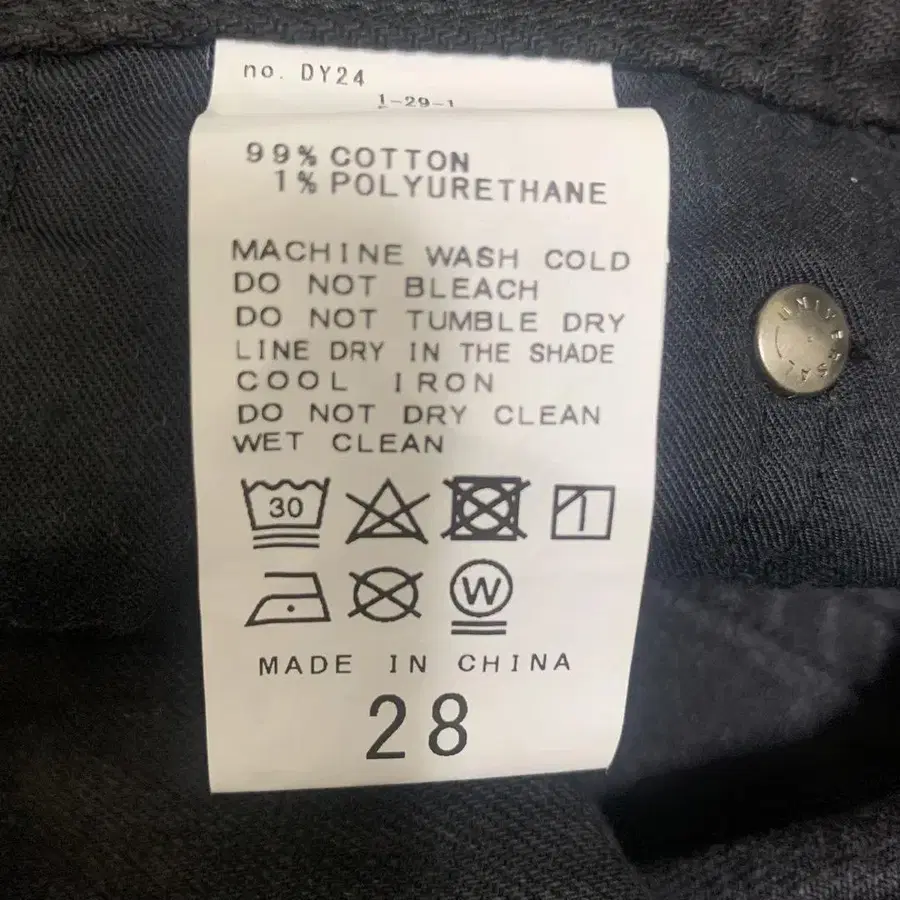 no. DY24
1-29-1
99% COTTON
1% POLYURETHANE
MACHINE WASH COLD
DO NOT BLEACH
DO NOT TUMBLE DRY
LINE DRY IN THE SHADE
COOL IRON
DO NOT DRY CLEAN
WET CLEAN
30
W
MADE IN CHINA
28
UNIVERSAL